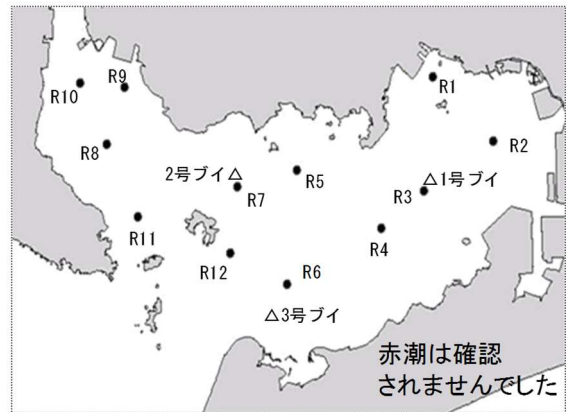 R1
R9
R10
R2
R8
R5
2号ブイ△
△1号ブイ
R7
R3
R11
R4
R12
R6
△3号ブイ
赤潮は確認
されませんでした